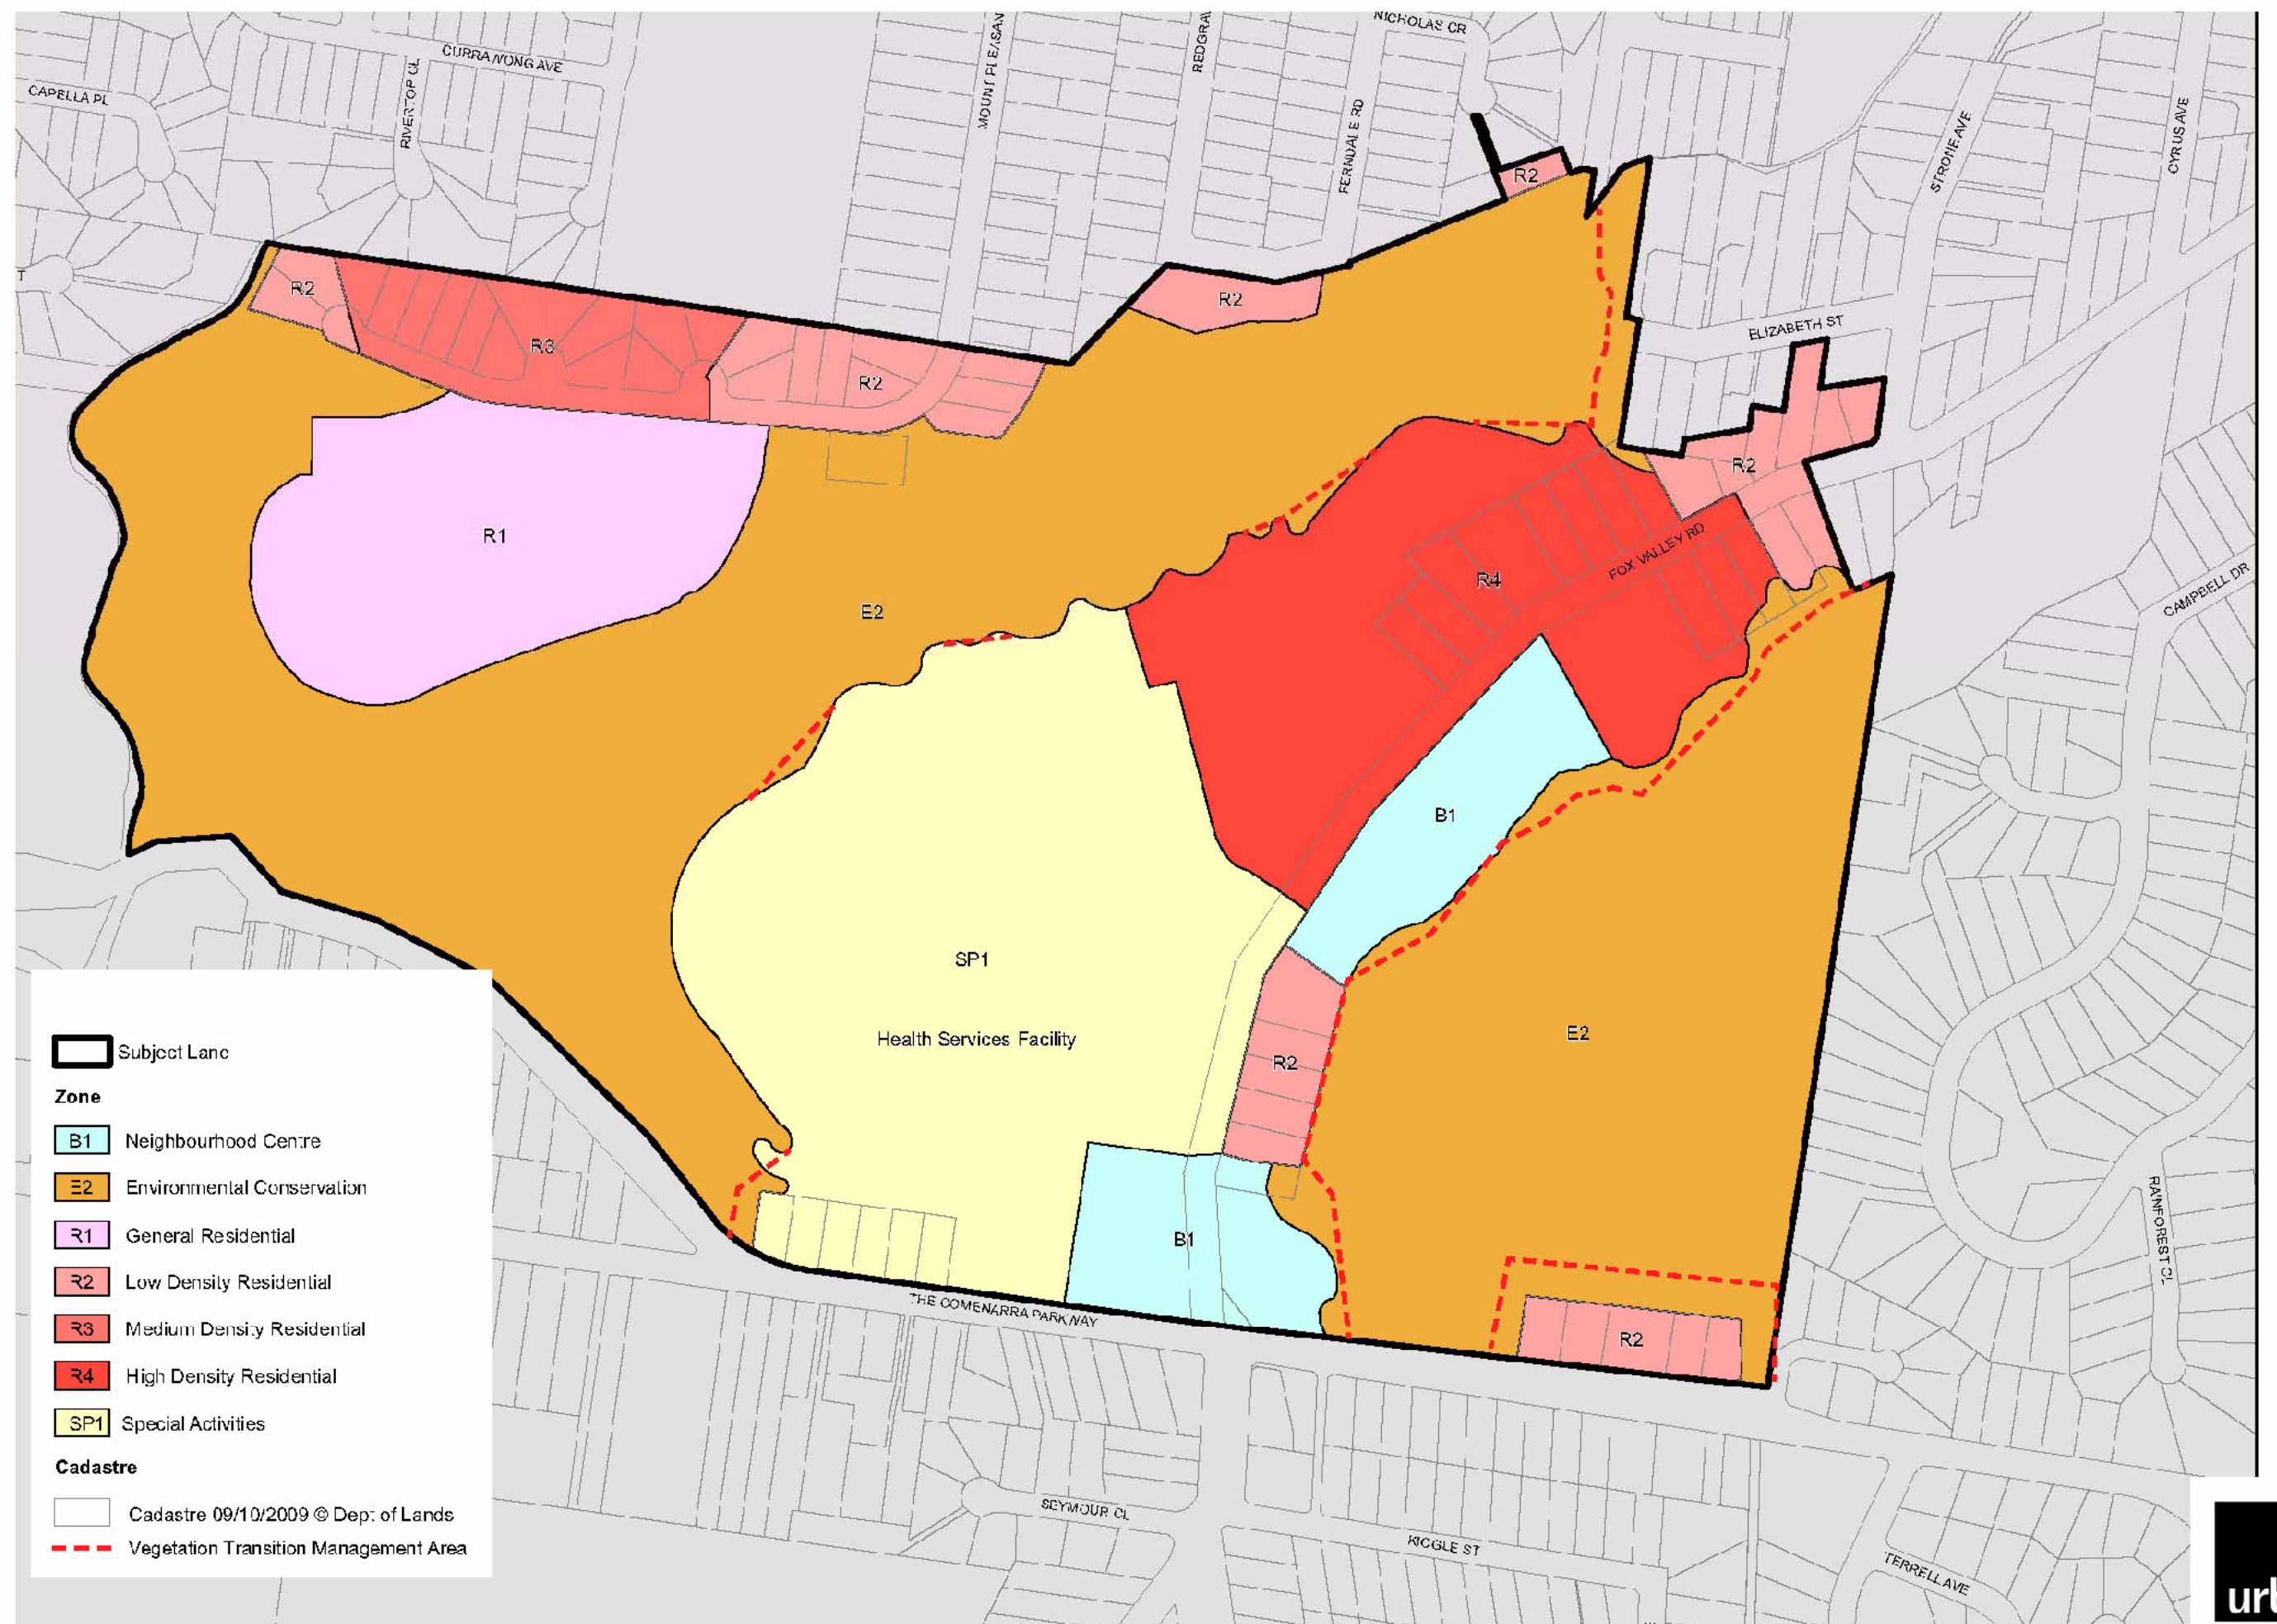 NICHOLAS CR
CURRAWONG AVE
CAPELLA PL
RIVERTOP CL
MOUNT PLEASAN
REDGRA
FERNDALE RD
STRONE AVE
CYRUS AVE
R2
R2
R2
R3
R2
T
ELIZABETH ST
R2
R1
FOX VALLEY RD
R4
CAMPBELL DR
E2
B1
SP1
Health Services Facility
E2
R2
B1
RAINFOREST CL
THE COMENARRA PARKWAY
R2
Subject Land
Zone
B1 Neighbourhood Centre
E2 Environmental Conservation
R1 General Residential
R2 Low Density Residential
R3 Medium Density Residential
R4 High Density Residential
SP1 Special Activities
Cadastre
Cadastre 09/10/2009 © Dept of Lands
Vegetation Transition Management Area
SEYMOUR CL
KIOGLE ST
TERRELL AVE
urb